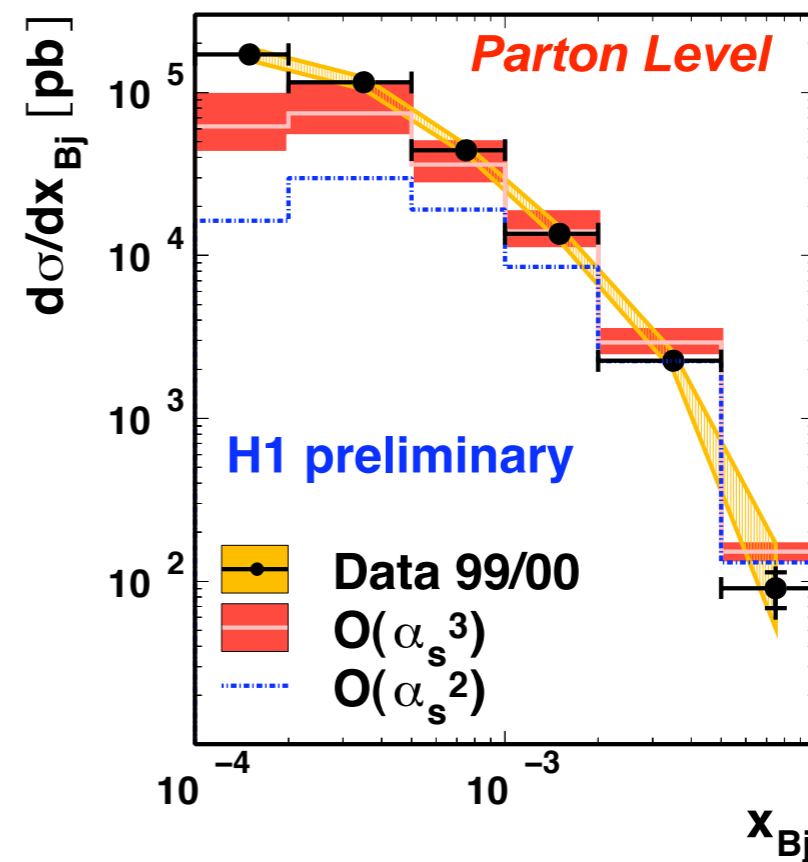 Parton Level
dσ/dx_Bj [pb]
10^5
10^4
10^3
10^2
H1 preliminary
Data 99/00
O(α_s^3)
O(α_s^2)
10^-4
10^-3
x_Bj